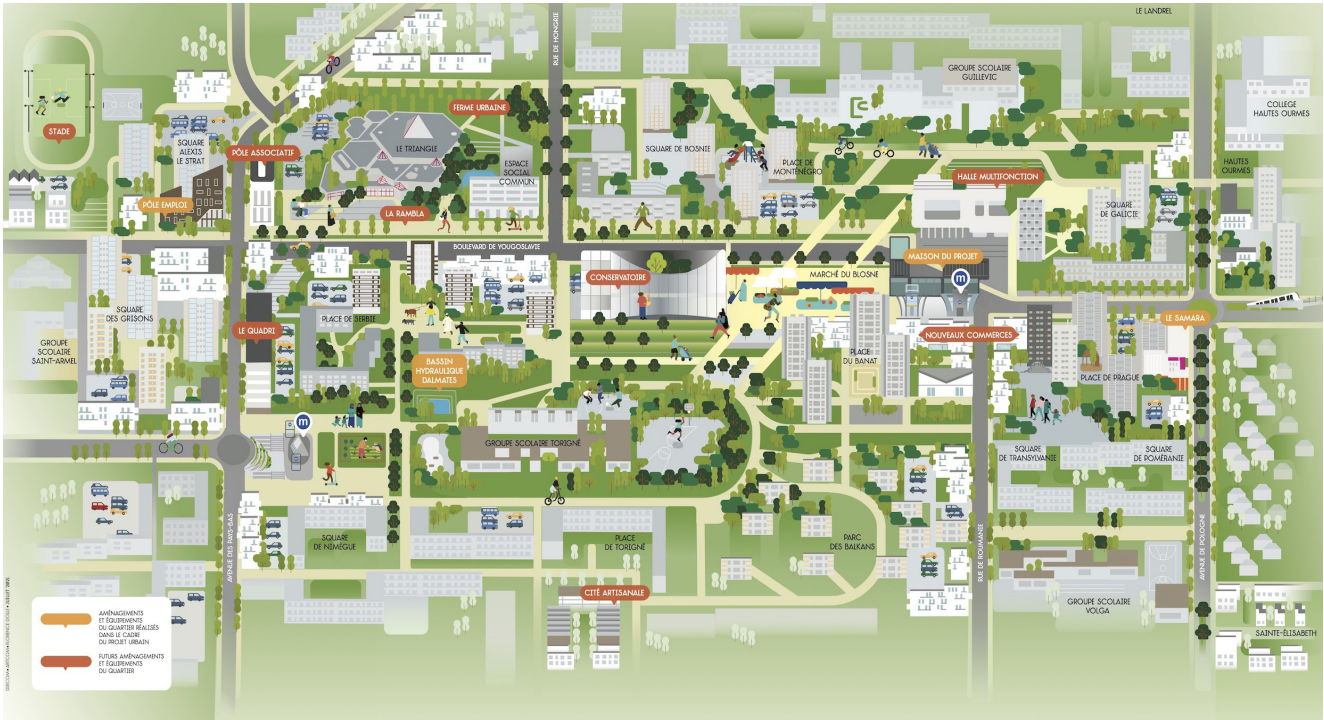 LE LANDREL
RUE DE HONGRIE
GROUPE SCOLAIRE
GUILLEVIC
COLLEGE
HAUTES OURMES
FERME URBAINE
STADE
SQUARE
ALEXIS
LE STRAT
PÔLE ASSOCIATIF
LE TRIANGLE
SQUARE DE BOSNIE
ESPACE
SOCIAL
COMMUN
PLACE DE
MONTÉNÉGRO
HALLE MULTIFONCTION
HAUTES
OURMES
PÔLE EMPLOI
LA RAMBLA
SQUARE
DE GALICIE
BOULEVARD DE YOUGOSLAVIE
MAISON DU PROJET
CONSERVATOIRE
MARCHÉ DU BLOSNE
m
SQUARE
DES GRISONS
PLACE DE SERBIE
LE QUADRI
LE SAMARA
NOUVEAUX COMMERCES
GROUPE
SCOLAIRE
SAINT-ARMEL
PLACE
DU BANAT
BASSIN
HYDRAULIQUE
DALMATES
PLACE DE PRAGUE
m
GROUPE SCOLAIRE TORIGNÉ
SQUARE
DE TRANSYLVANIE
SQUARE
DE POMÉRANIE
SQUARE
DE NIMÈGUE
PLACE
DE TORIGNÉ
PARC
DES BALKANS
AVENUE DES PAYS-BAS
RUE DE ROUMANIE
AVENUE DE POLOGNE
CITÉ ARTISANALE
GROUPE SCOLAIRE
VOLGA
SAINTE-ÉLISABETH
AMÉNAGEMENTS
ET ÉQUIPEMENTS
DU QUARTIER RÉALISÉS
DANS LE CADRE
DU PROJET URBAIN
FUTURS AMÉNAGEMENTS
ET ÉQUIPEMENTS
DU QUARTIER